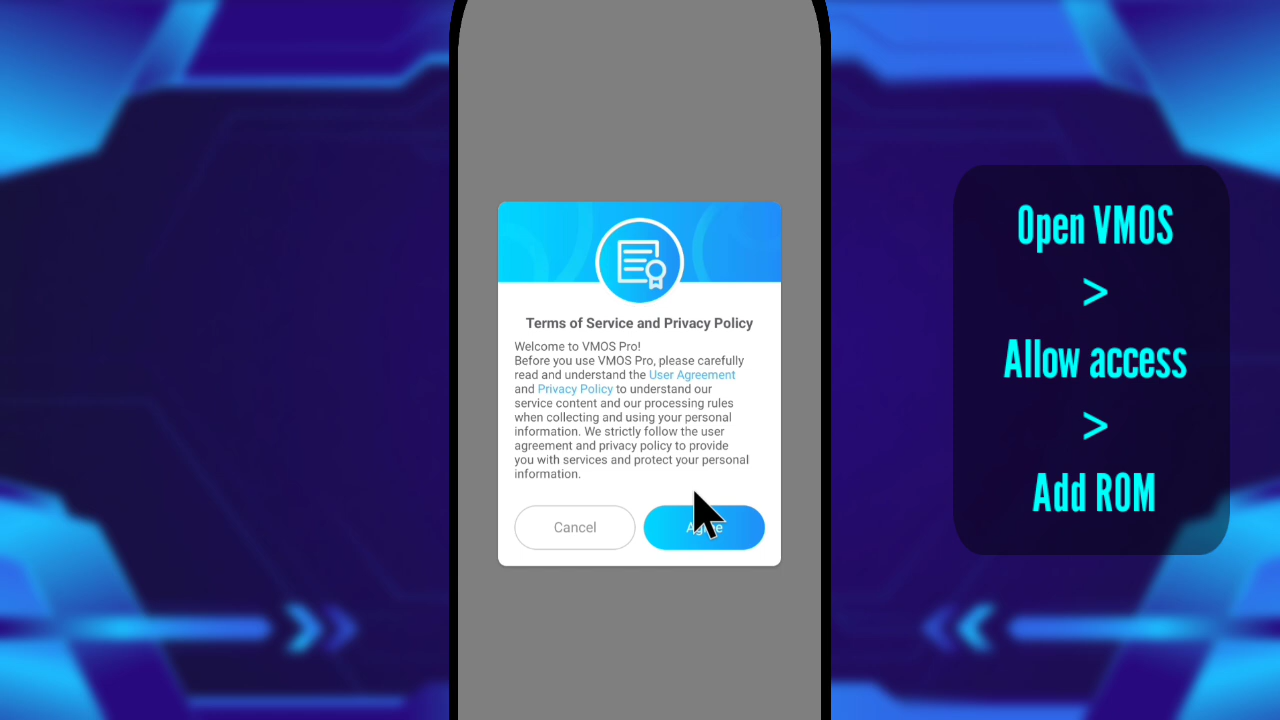 Terms of Service and Privacy Policy
Welcome to VMOS Pro!
Before you use VMOS Pro, please carefully
read and understand the User Agreement
and Privacy Policy to understand our
service content and our processing rules
when collecting and using your personal
information. We strictly follow the user
agreement and privacy policy to provide
you with services and protect your personal
information.
Cancel
Agree
Open VMOS
>
Allow access
>
Add ROM